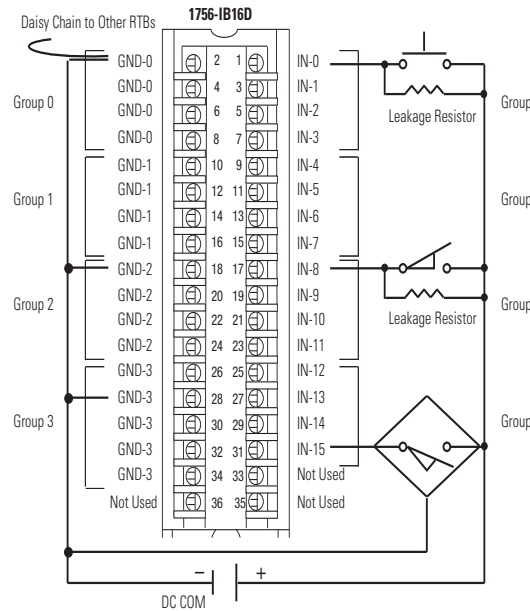 1756-IB16D
Daisy Chain to Other RTBs
GND-0 2 1 IN-0
GND-0 4 3 IN-1
Group 0 GND-0 6 5 IN-2 Leakage Resistor Group
GND-0 8 7 IN-3
GND-1 10 9 IN-4
GND-1 12 11 IN-5
Group 1 GND-1 14 13 IN-6 Group
GND-1 16 15 IN-7
GND-2 18 17 IN-8
GND-2 20 19 IN-9
Group 2 GND-2 22 21 IN-10 Leakage Resistor Group
GND-2 24 23 IN-11
GND-3 26 25 IN-12
GND-3 28 27 IN-13
Group 3 GND-3 30 29 IN-14 Group
GND-3 32 31 IN-15
GND-3 34 33 Not Used
Not Used 36 35 Not Used
– +
DC COM